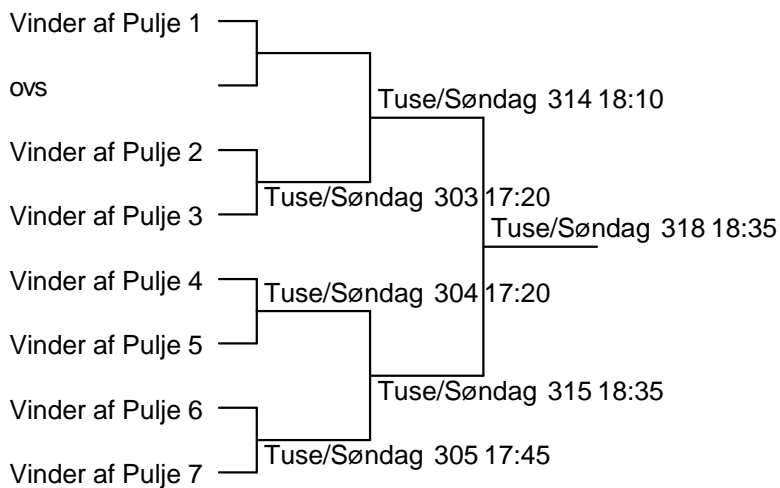 Vinder af Pulje 1
ovs
Tuse/Søndag 314 18:10
Vinder af Pulje 2
Tuse/Søndag 303 17:20
Vinder af Pulje 3
Tuse/Søndag 318 18:35
Vinder af Pulje 4
Tuse/Søndag 304 17:20
Vinder af Pulje 5
Tuse/Søndag 315 18:35
Vinder af Pulje 6
Tuse/Søndag 305 17:45
Vinder af Pulje 7